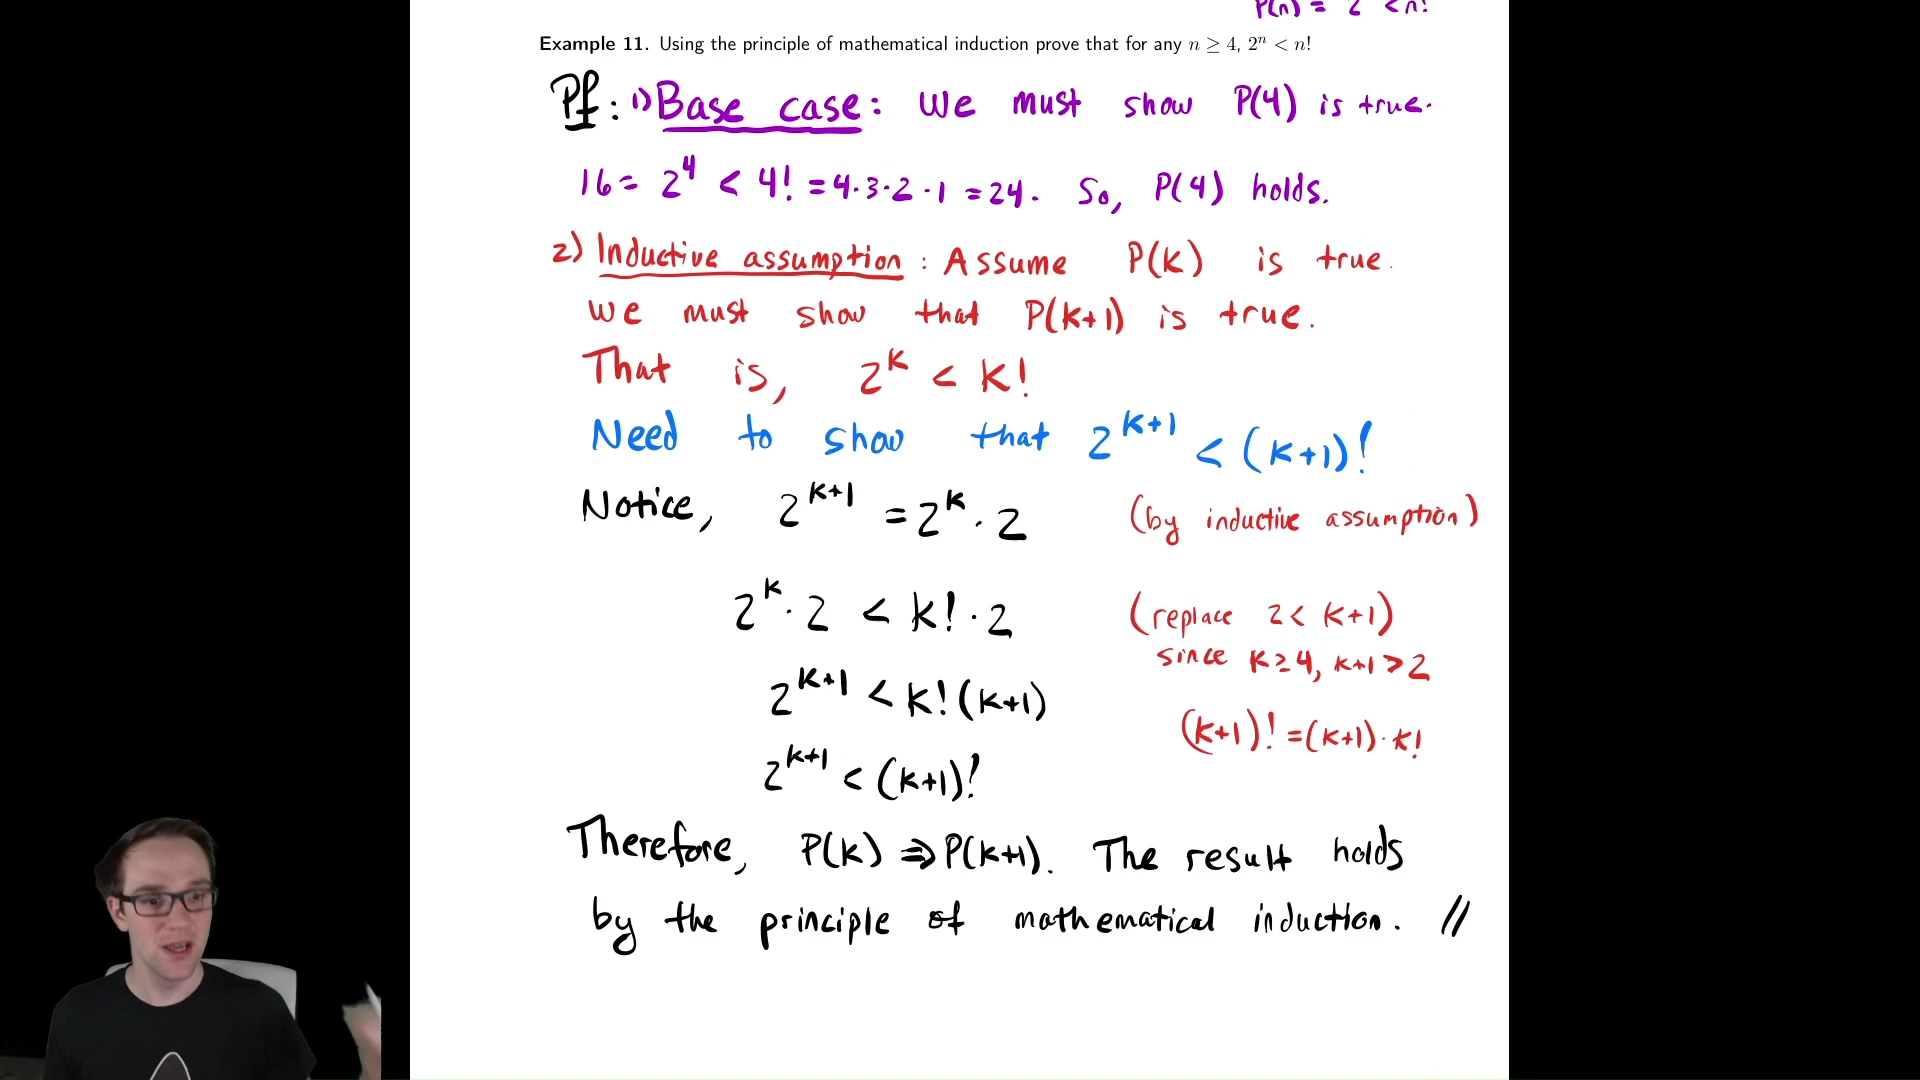 P(n) = 2 < n!
Example 11. Using the principle of mathematical induction prove that for any n ≥ 4, 2ⁿ < n!
Pf: 1) Base case: We must show P(4) is true.
16 = 2⁴ < 4! = 4·3·2·1 = 24. So, P(4) holds.
2) Inductive assumption: Assume P(k) is true.
We must show that P(k+1) is true.
That is, 2ᵏ < k!
Need to show that 2ᵏ⁺¹ < (k+1)!
Notice, 2ᵏ⁺¹ = 2ᵏ · 2 (by inductive assumption)
2ᵏ · 2 < k! · 2 (replace 2 < k+1)
since k ≥ 4, k+1 > 2
2ᵏ⁺¹ < k! (k+1)
(k+1)! = (k+1) · k!
2ᵏ⁺¹ < (k+1)!
Therefore, P(k) ⇒ P(k+1). The result holds
by the principle of mathematical induction. //